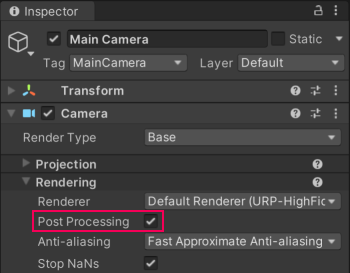 Inspector
Main Camera
Static
Tag MainCamera Layer Default
Transform
Camera
Render Type Base
Projection
Rendering
Renderer Default Renderer (URP-HighFic
Post Processing
Anti-aliasing Fast Approximate Anti-aliasing
Stop NaNs